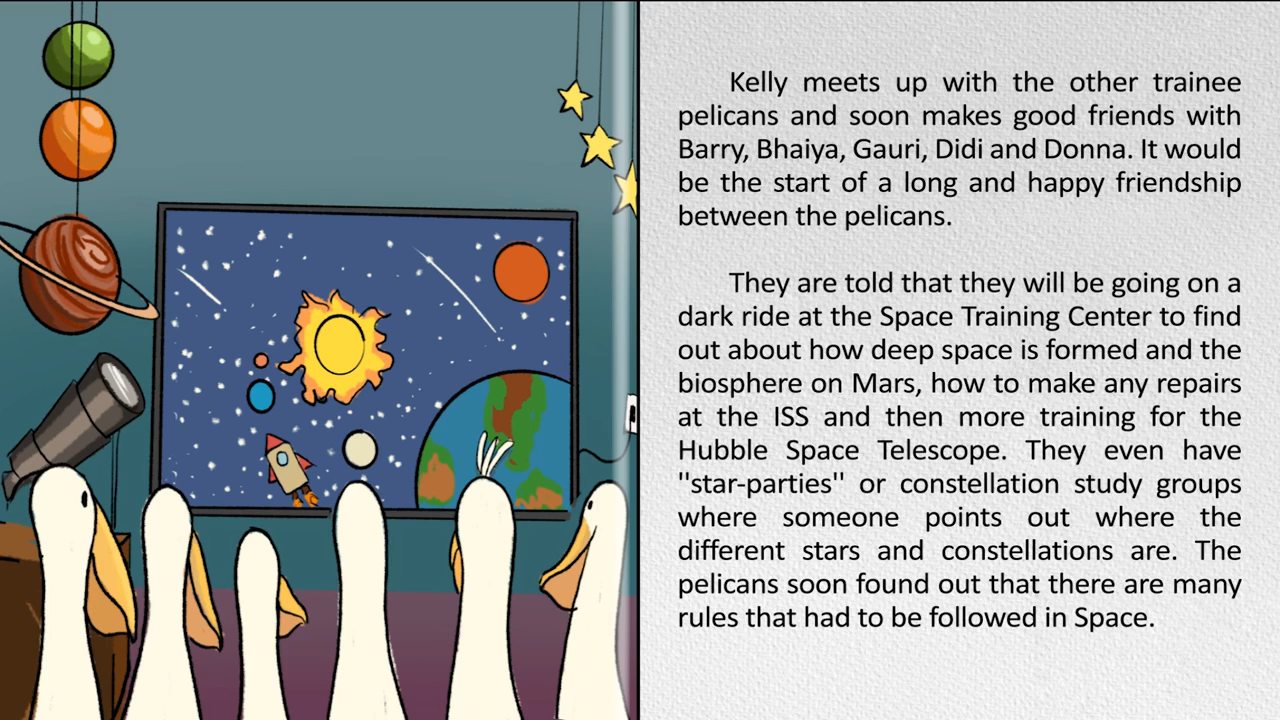 Kelly meets up with the other trainee
pelicans and soon makes good friends with
Barry, Bhaiya, Gauri, Didi and Donna. It would
be the start of a long and happy friendship
between the pelicans.
They are told that they will be going on a
dark ride at the Space Training Center to find
out about how deep space is formed and the
biosphere on Mars, how to make any repairs
at the ISS and then more training for the
Hubble Space Telescope. They even have
"star-parties" or constellation study groups
where someone points out where the
different stars and constellations are. The
pelicans soon found out that there are many
rules that had to be followed in Space.